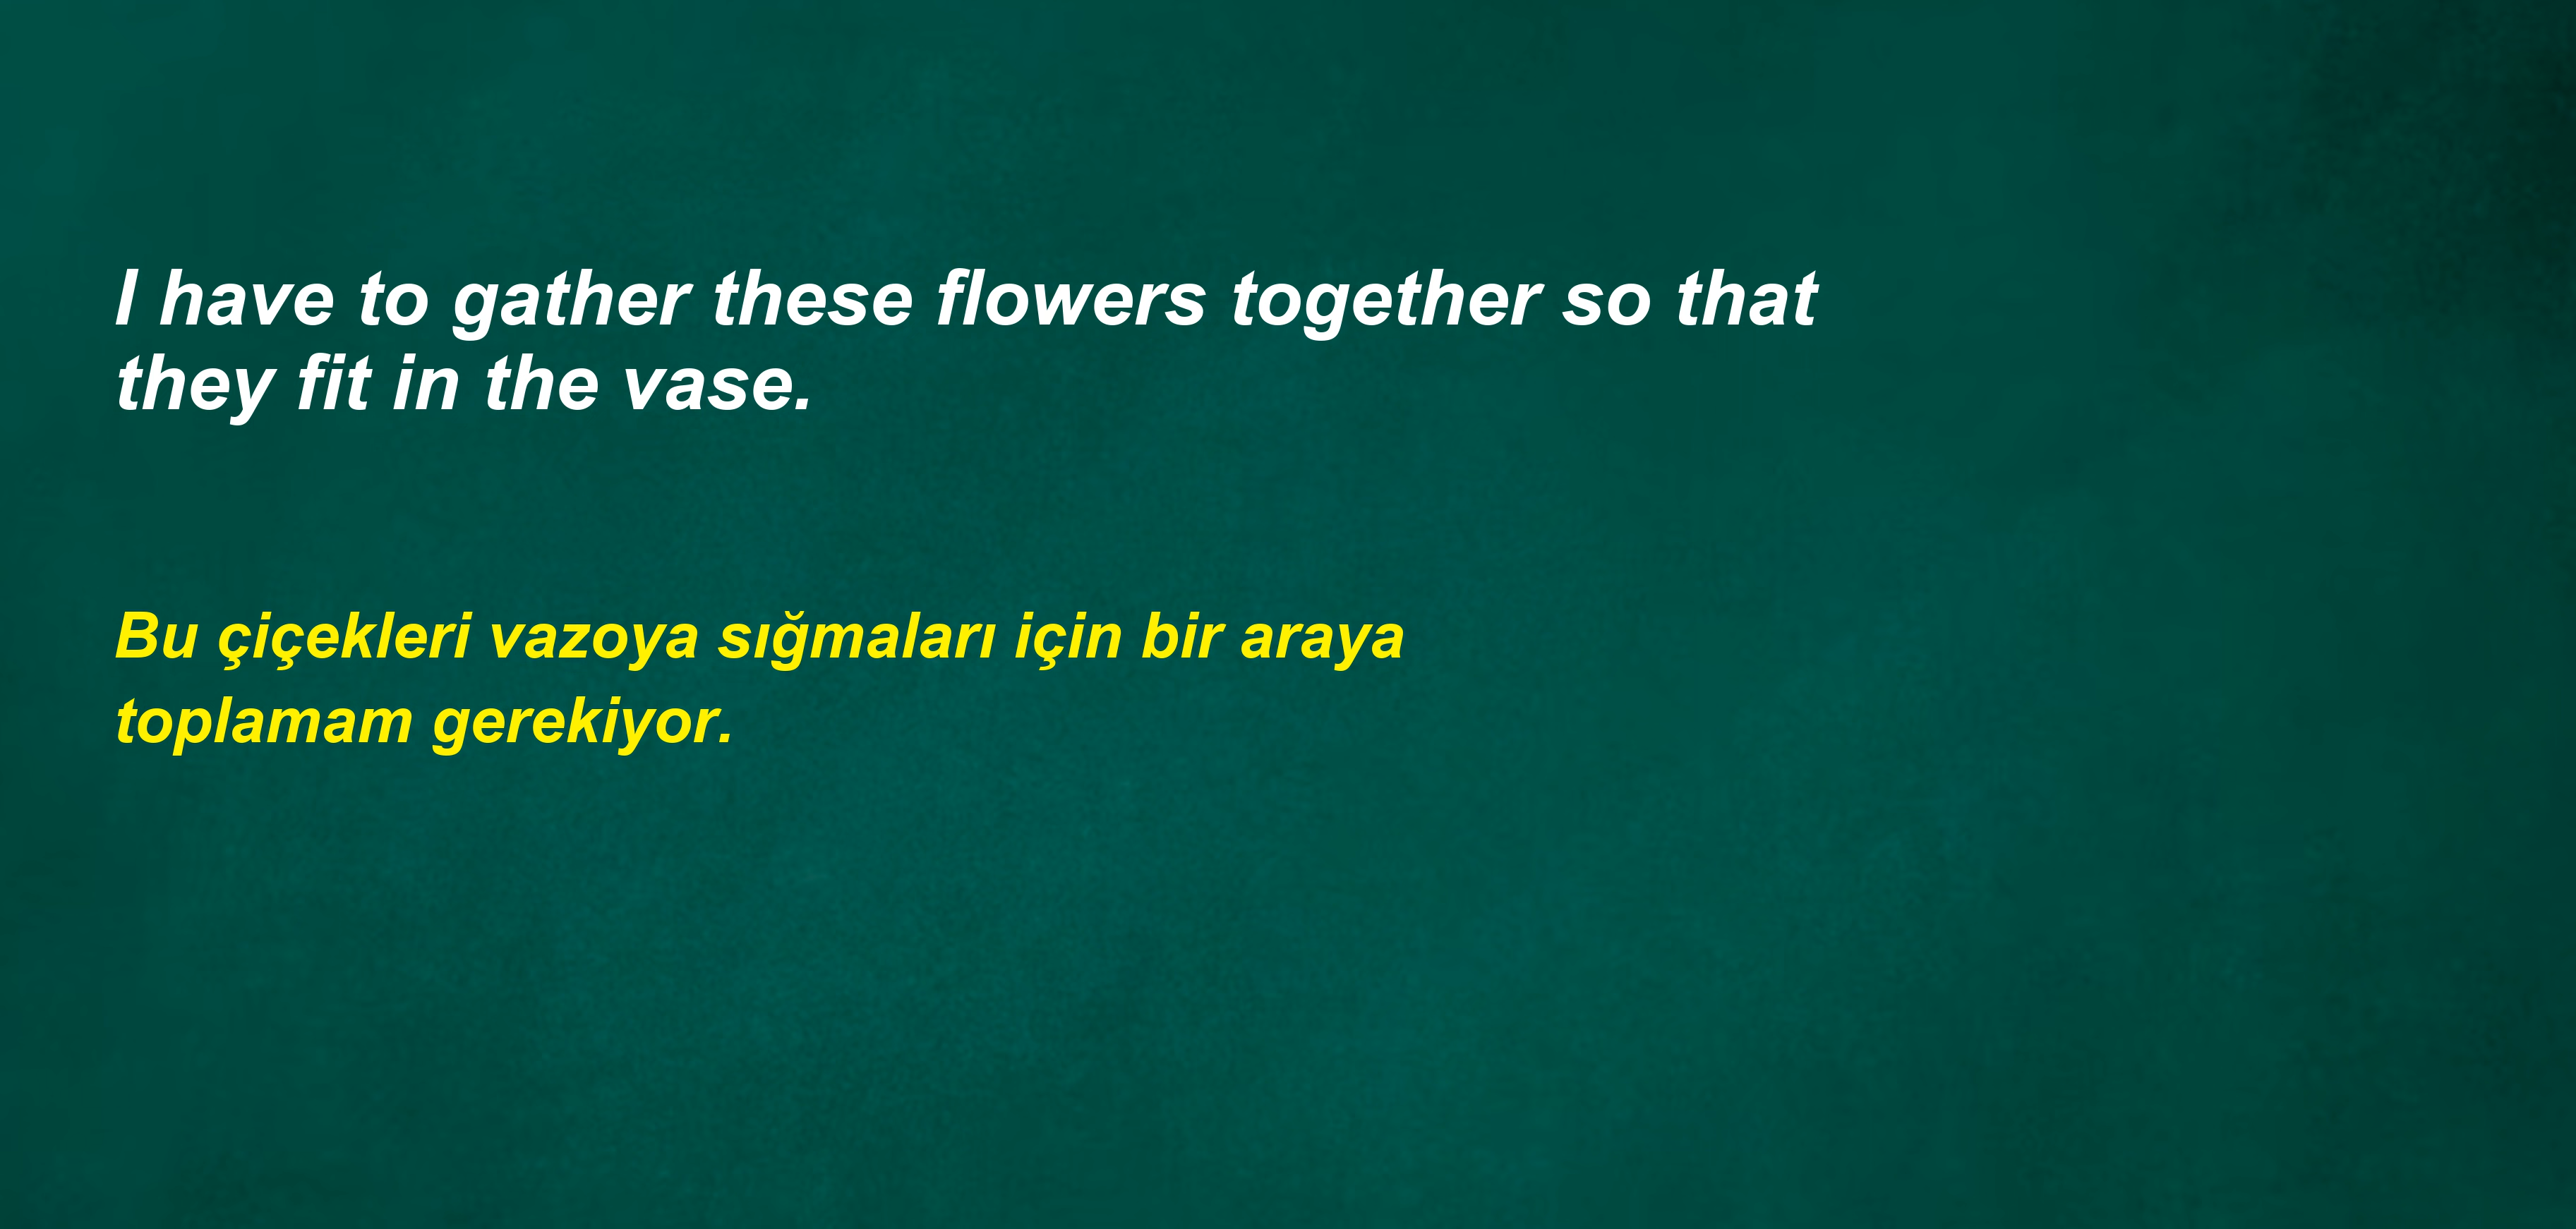 I have to gather these flowers together so that
they fit in the vase.
Bu çiçekleri vazoya sığmaları için bir araya
toplamam gerekiyor.